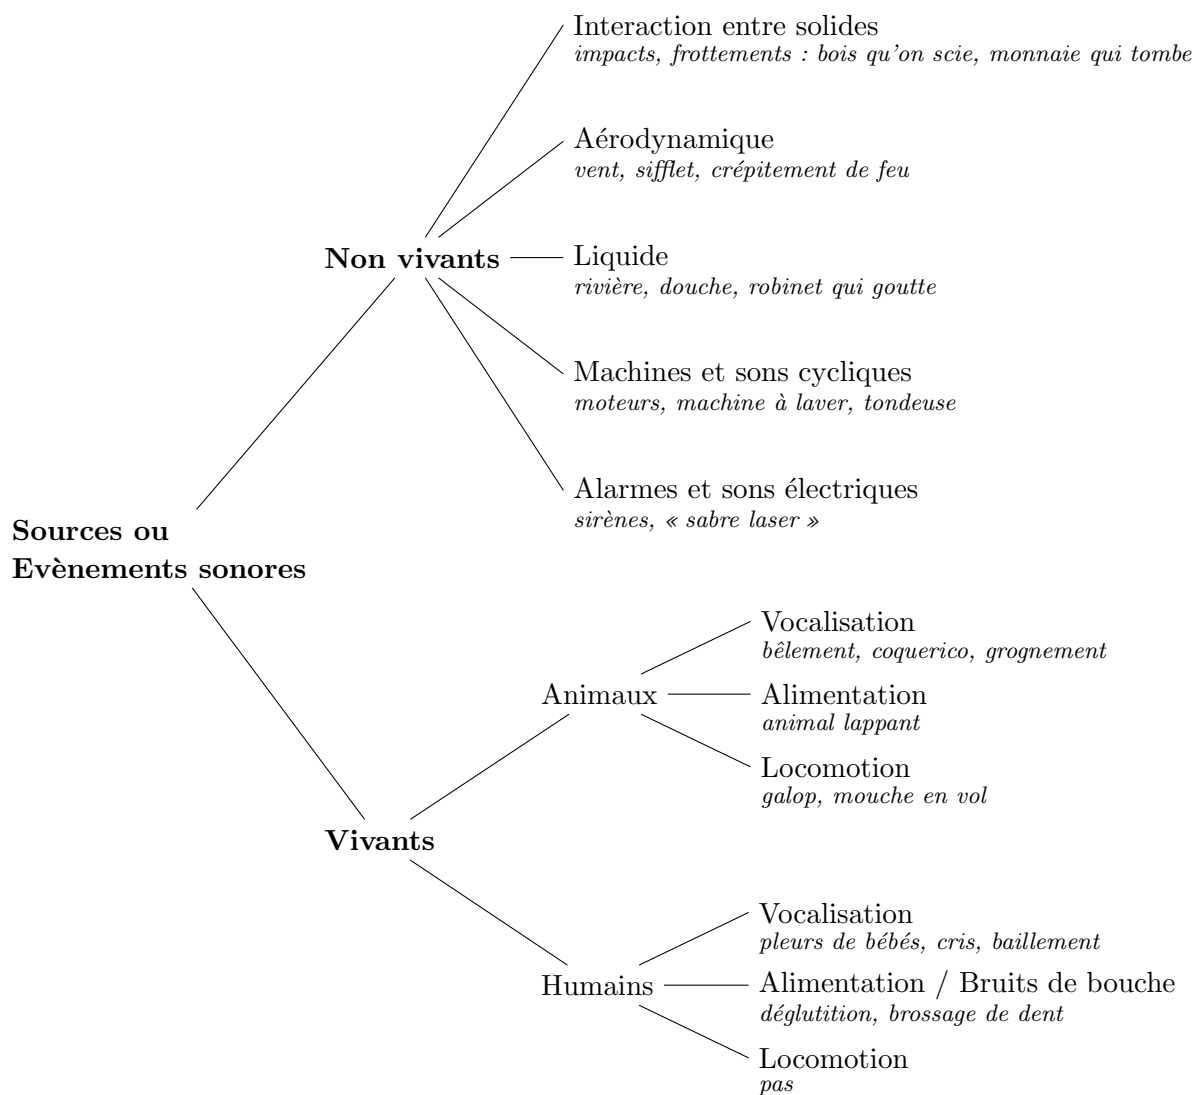 Interaction entre solides
impacts, frottements : bois qu'on scie, monnaie qui tombe
Aérodynamique
vent, sifflet, crépitement de feu
Non vivants
Liquide
rivière, douche, robinet qui goutte
Machines et sons cycliques
moteurs, machine à laver, tondeuse
Alarmes et sons électriques
sirènes, « sabre laser »
Sources ou
Evènements sonores
Vocalisation
bêlement, coquerico, grognement
Animaux
Alimentation
animal lappant
Locomotion
galop, mouche en vol
Vivants
Vocalisation
pleurs de bébés, cris, baillement
Humains
Alimentation / Bruits de bouche
déglutition, brossage de dent
Locomotion
pas